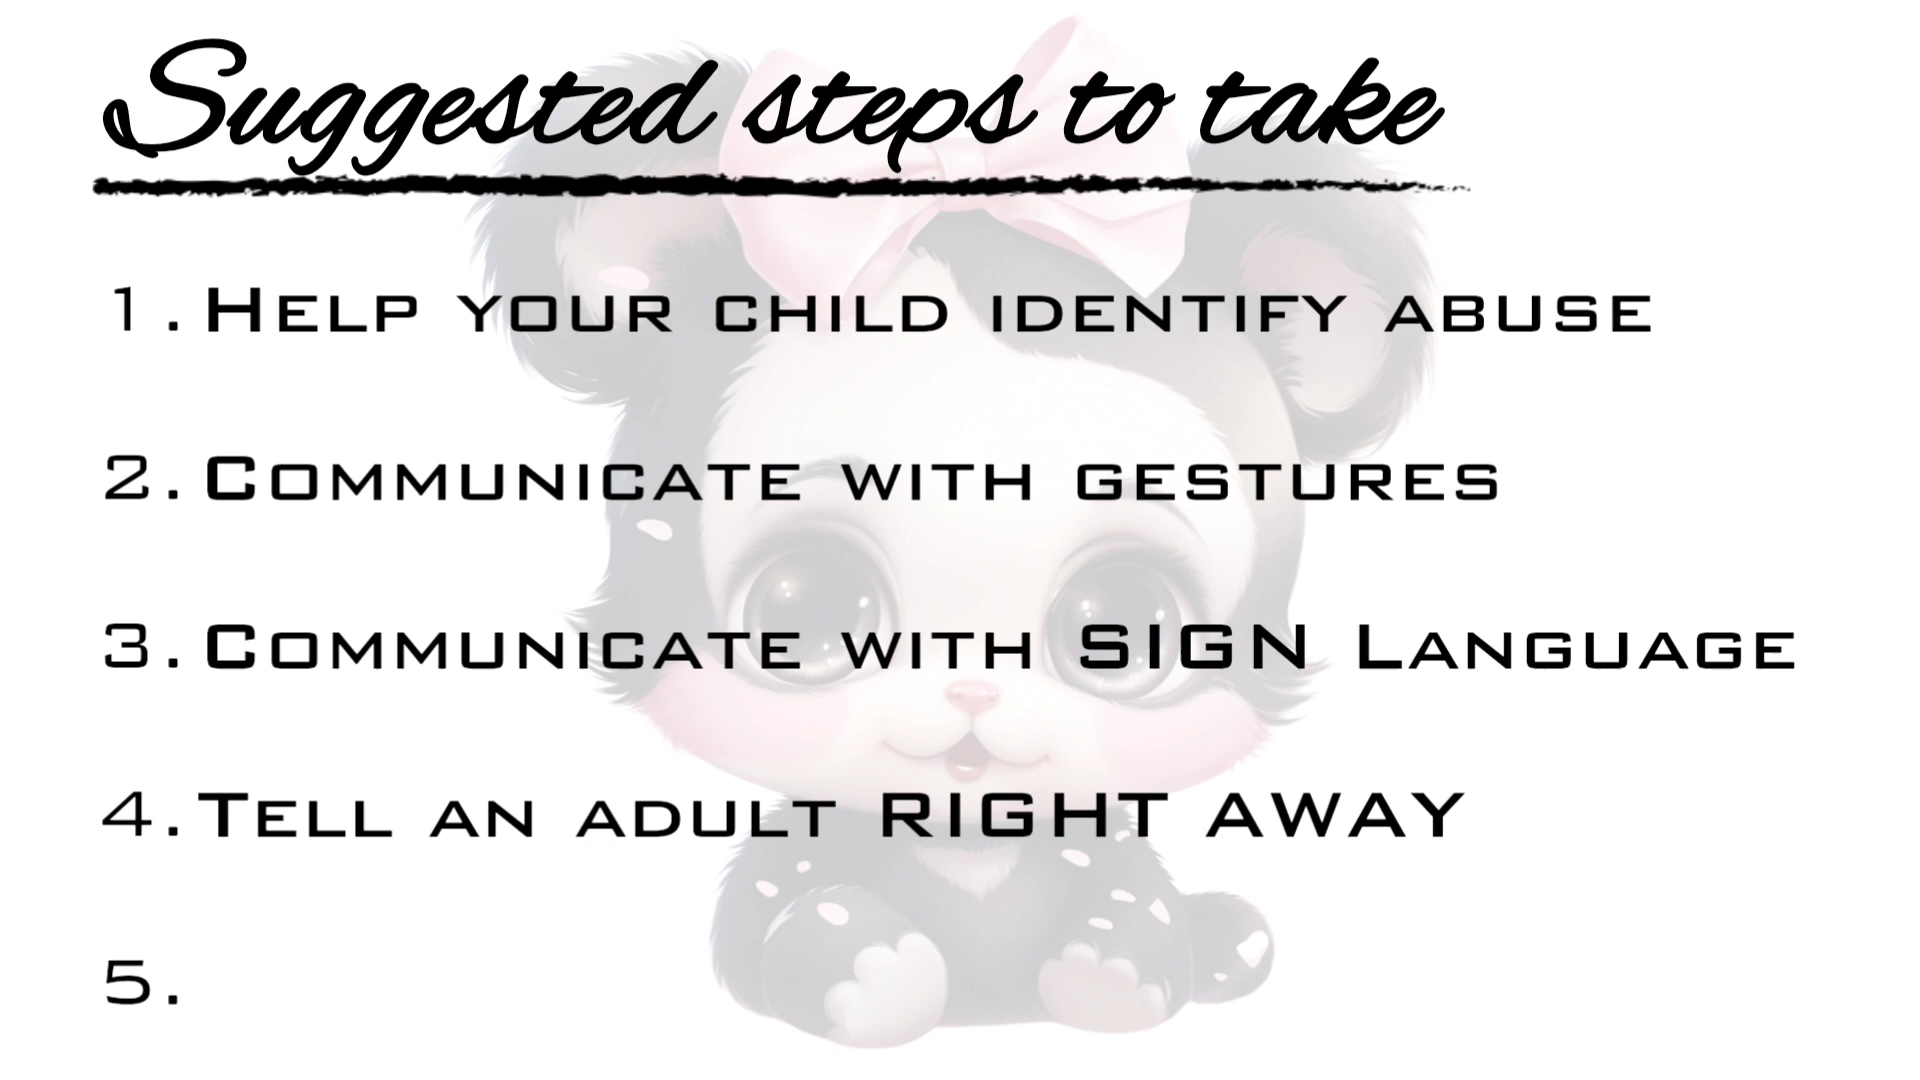 Suggested steps to take
1. Help your child identify abuse
2. Communicate with gestures
3. Communicate with SIGN Language
4. Tell an adult RIGHT AWAY
5.